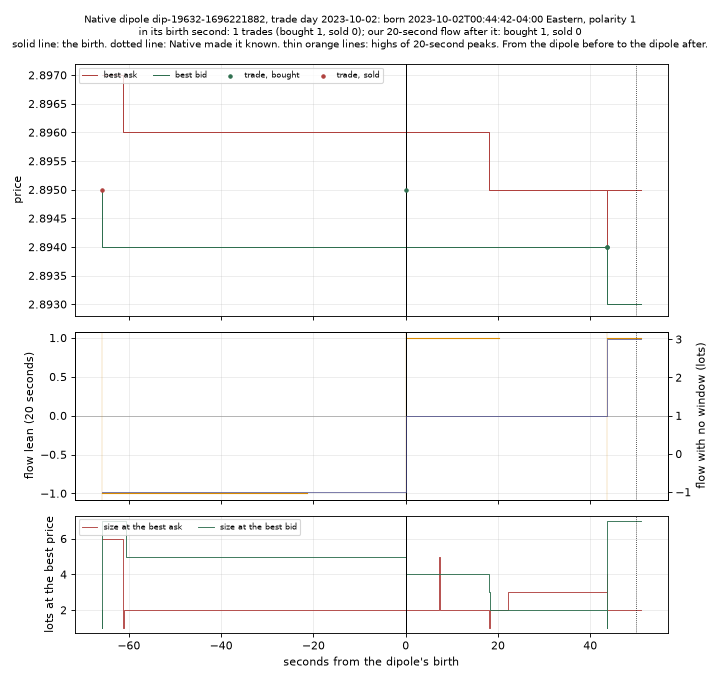 Native dipole dip-19632-1696221882, trade day 2023-10-02: born 2023-10-02T00:44:42-04:00 Eastern, polarity 1
in its birth second: 1 trades (bought 1, sold 0); our 20-second flow after it: bought 1, sold 0
solid line: the birth. dotted line: Native made it known. thin orange lines: highs of 20-second peaks. From the dipole before to the dipole after.
best ask
best bid
trade, bought
trade, sold
2.8970
2.8965
2.8960
2.8955
2.8950
2.8945
2.8940
2.8935
2.8930
price
1.0
0.5
0.0
−0.5
−1.0
flow lean (20 seconds)
3
2
1
0
−1
flow with no window (lots)
size at the best ask
size at the best bid
6
4
2
lots at the best price
−60
−40
−20
0
20
40
seconds from the dipole's birth